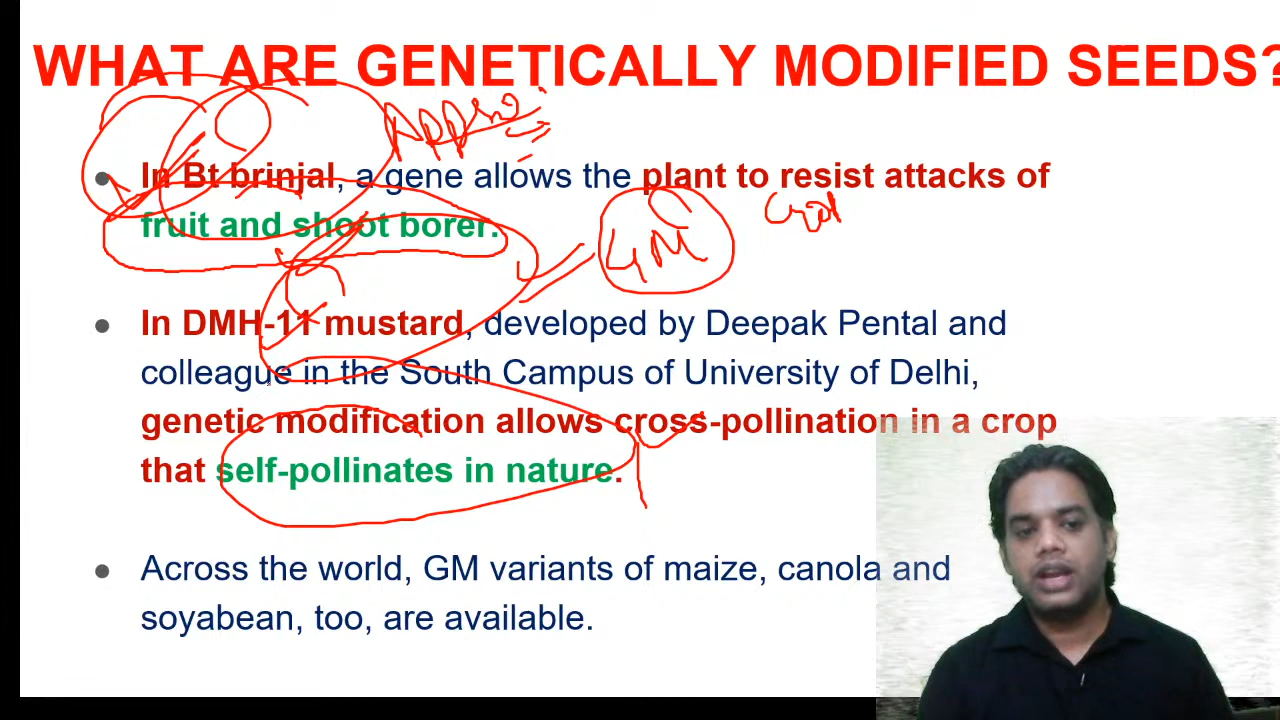 WHAT ARE GENETICALLY MODIFIED SEEDS?
● In Bt brinjal, a gene allows the plant to resist attacks of
fruit and shoot borer.
GM
● In DMH-11 mustard, developed by Deepak Pental and
colleague in the South Campus of University of Delhi,
genetic modification allows cross-pollination in a crop
that self-pollinates in nature.
● Across the world, GM variants of maize, canola and
soyabean, too, are available.